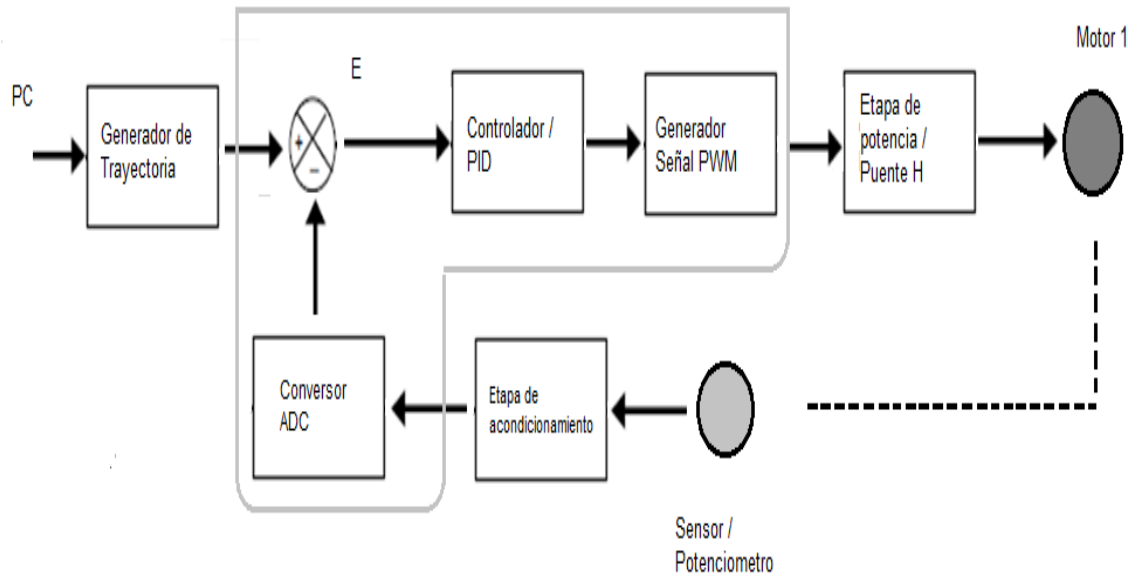 PC
Generador de
Trayectoria
+
−
E
Controlador /
PID
Generador
Señal PWM
Etapa de
potencia /
Puente H
Motor 1
Conversor
ADC
Etapa de
acondicionamiento
Sensor /
Potenciometro